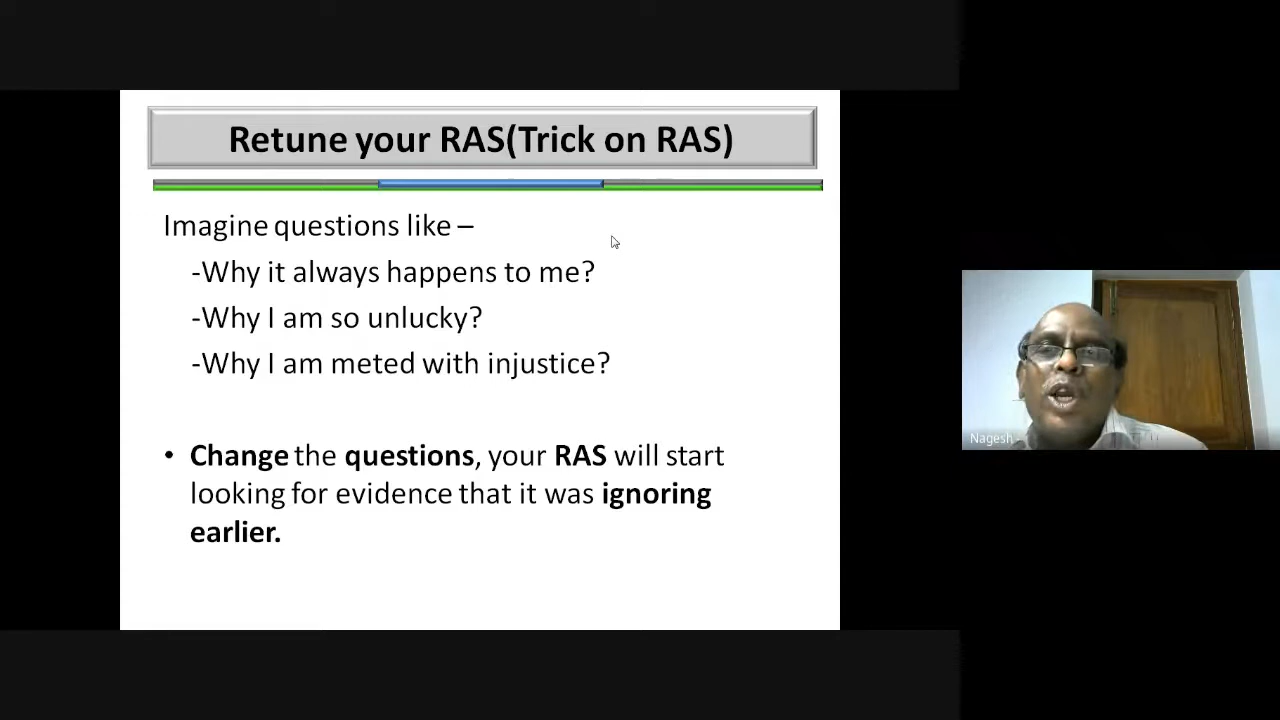 Retune your RAS(Trick on RAS)
Imagine questions like –
-Why it always happens to me?
-Why I am so unlucky?
-Why I am meted with injustice?
• Change the questions, your RAS will start
looking for evidence that it was ignoring
earlier.
Nagesh -